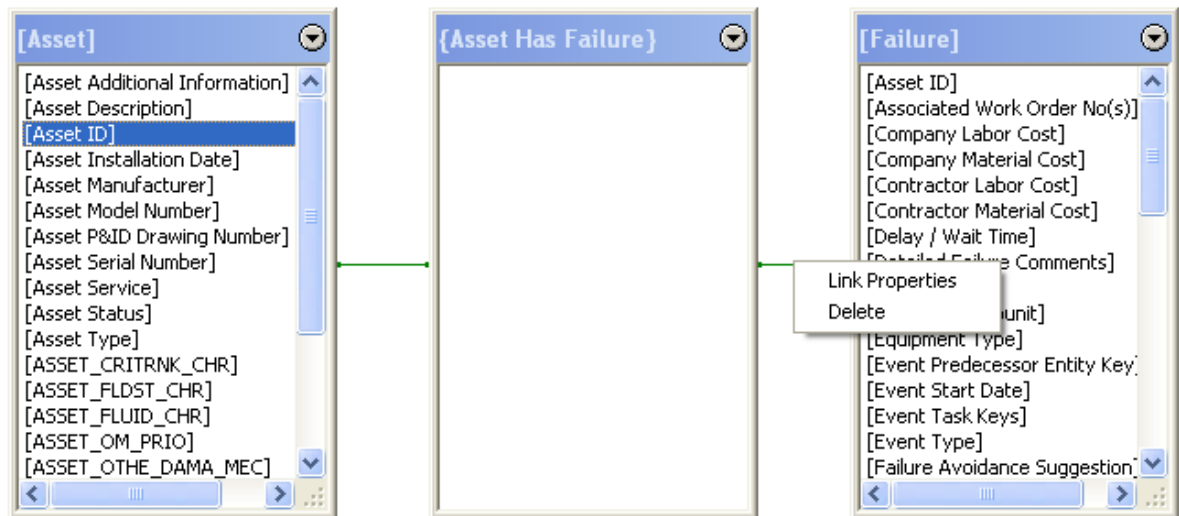 [Asset]
[Asset Additional Information]
[Asset Description]
[Asset ID]
[Asset Installation Date]
[Asset Manufacturer]
[Asset Model Number]
[Asset P&ID Drawing Number]
[Asset Serial Number]
[Asset Service]
[Asset Status]
[Asset Type]
[ASSET_CRITRNK_CHR]
[ASSET_FLDST_CHR]
[ASSET_FLUID_CHR]
[ASSET_OM_PRIO]
[ASSET_OTHE_DAMA_MEC]
{Asset Has Failure}
[Failure]
[Asset ID]
[Associated Work Order No(s)]
[Company Labor Cost]
[Company Material Cost]
[Contractor Labor Cost]
[Contractor Material Cost]
[Delay / Wait Time]
[Detailed Failure Comments]
unit]
[Equipment Type]
[Event Predecessor Entity Key]
[Event Start Date]
[Event Task Keys]
[Event Type]
[Failure Avoidance Suggestion]
Link Properties
Delete